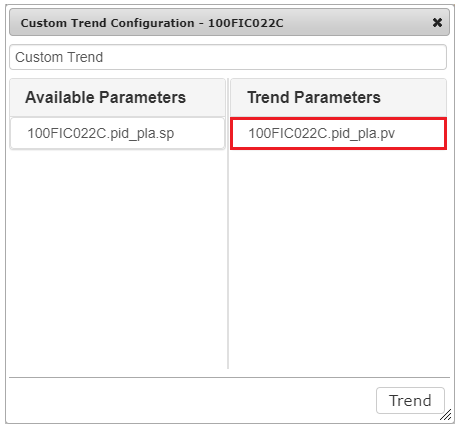 Custom Trend Configuration - 100FIC022C
Custom Trend
Available Parameters
Trend Parameters
100FIC022C.pid_pla.sp
100FIC022C.pid_pla.pv
Trend